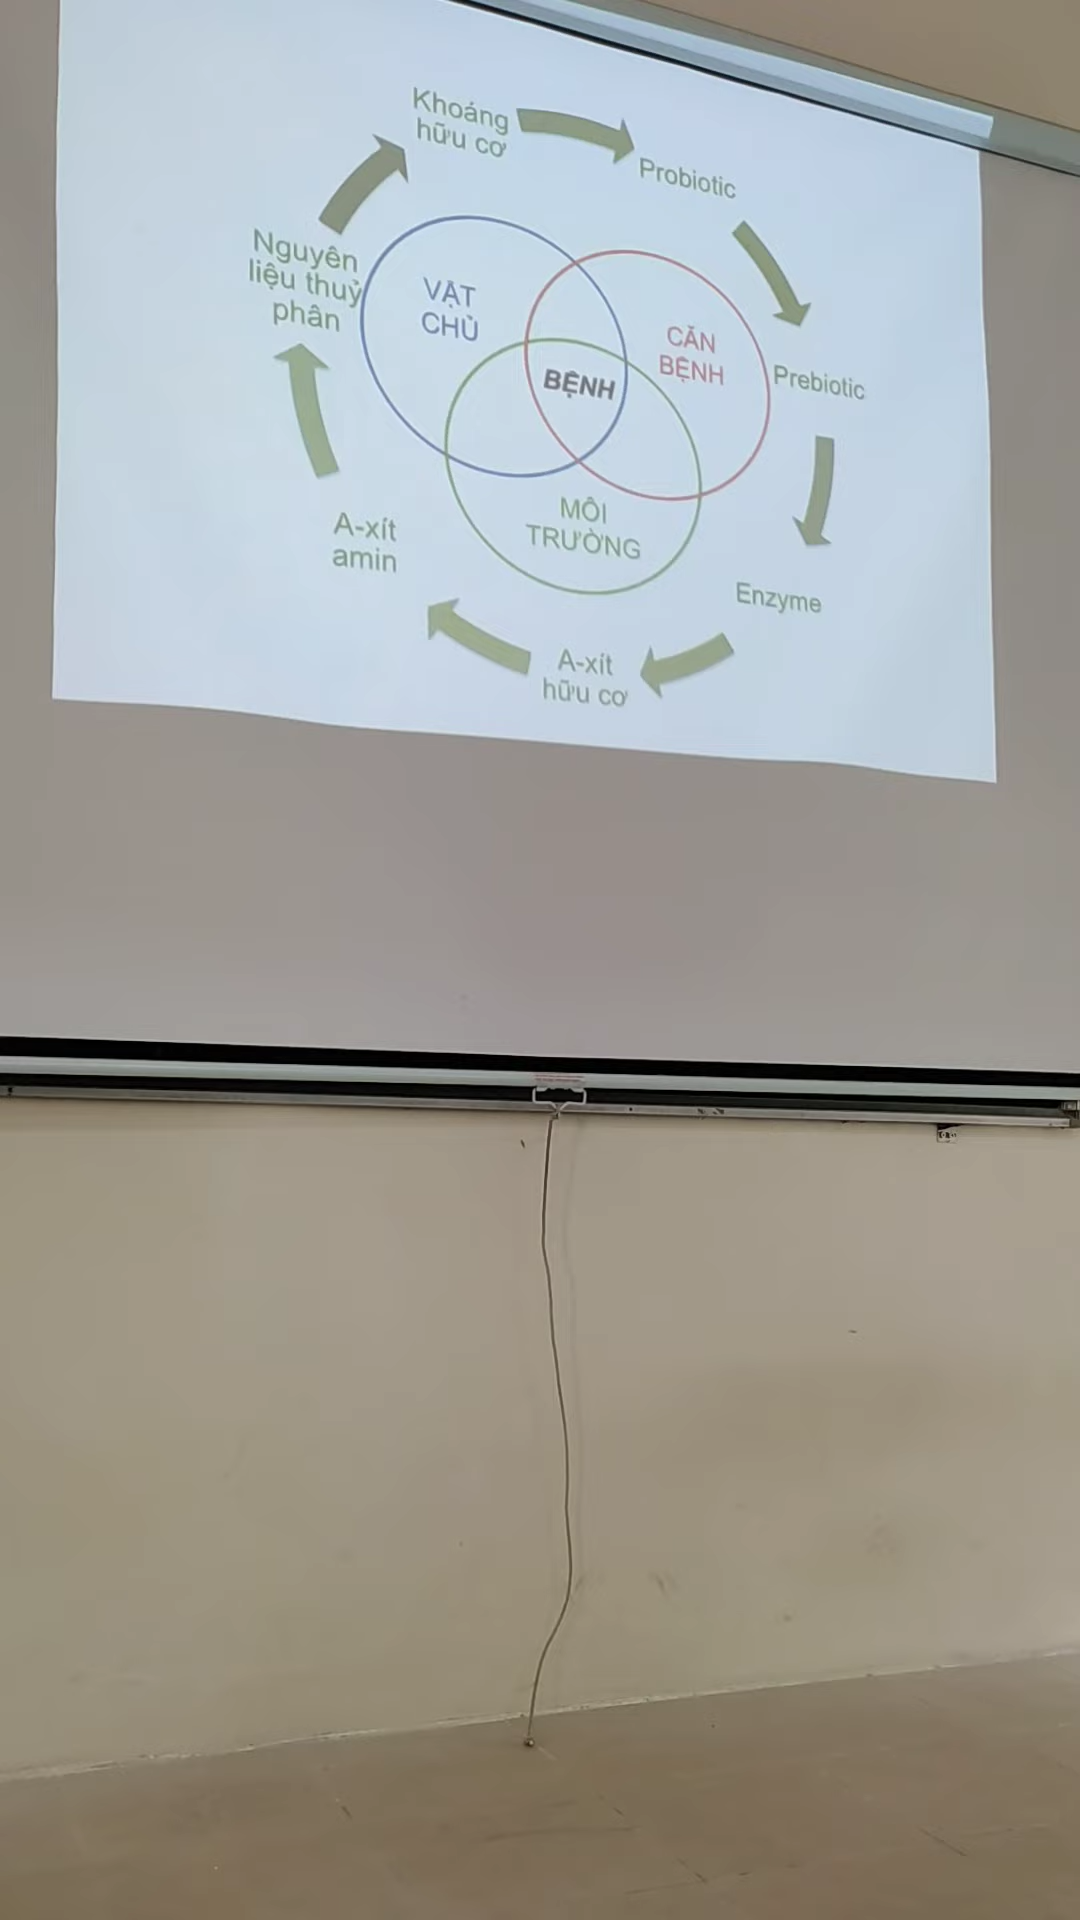 Khoáng
hữu cơ
Probiotic
Nguyên
liệu thuỷ
phân
VẬT
CHỦ
CĂN
BỆNH
Prebiotic
BỆNH
MÔI
TRƯỜNG
A-xít
amin
Enzyme
A-xít
hữu cơ